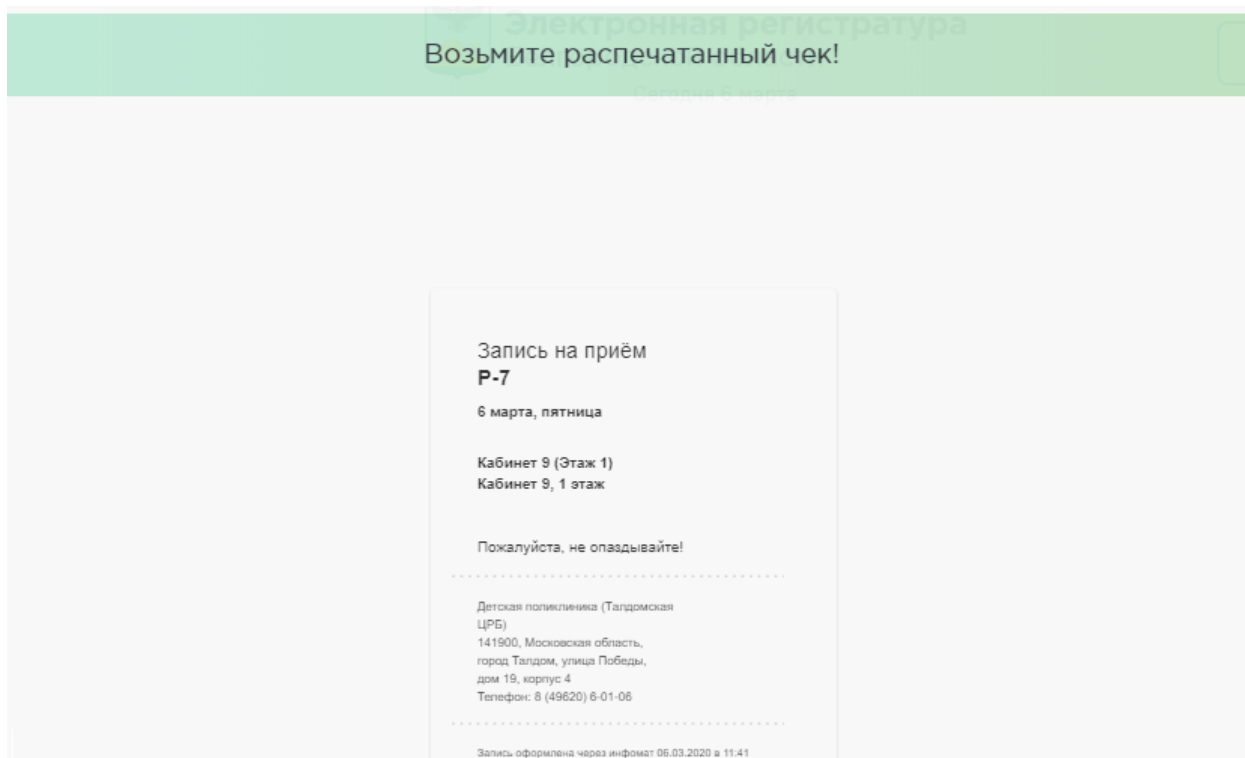 Электронная регистратура
Возьмите распечатанный чек!
Сегодня 6 марта
Запись на приём
Р-7
6 марта, пятница
Кабинет 9 (Этаж 1)
Кабинет 9, 1 этаж
Пожалуйста, не опаздывайте!
Детская поликлиника (Талдомская
ЦРБ)
141900, Московская область,
город Талдом, улица Победы,
дом 19, корпус 4
Телефон: 8 (49620) 6-01-06
Запись оформлена через инфомат 06.03.2020 в 11:41